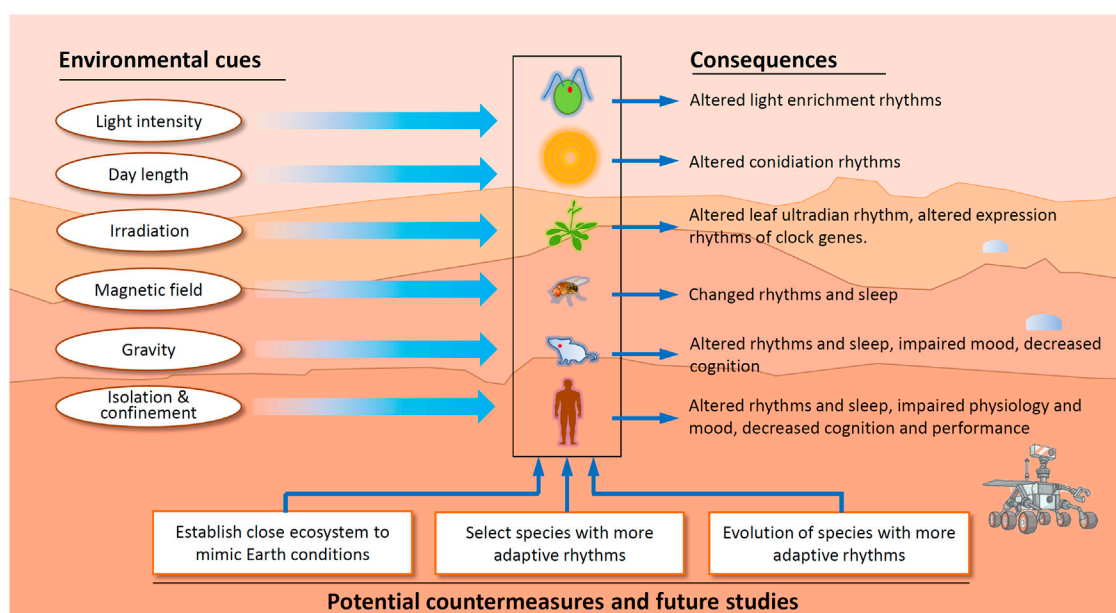 Environmental cues
Consequences
Light intensity
Day length
Irradiation
Magnetic field
Gravity
Isolation &
confinement
Altered light enrichment rhythms
Altered conidiation rhythms
Altered leaf ultradian rhythm, altered expression
rhythms of clock genes.
Changed rhythms and sleep
Altered rhythms and sleep, impaired mood, decreased
cognition
Altered rhythms and sleep, impaired physiology and
mood, decreased cognition and performance
Establish close ecosystem to
mimic Earth conditions
Select species with more
adaptive rhythms
Evolution of species with more
adaptive rhythms
Potential countermeasures and future studies